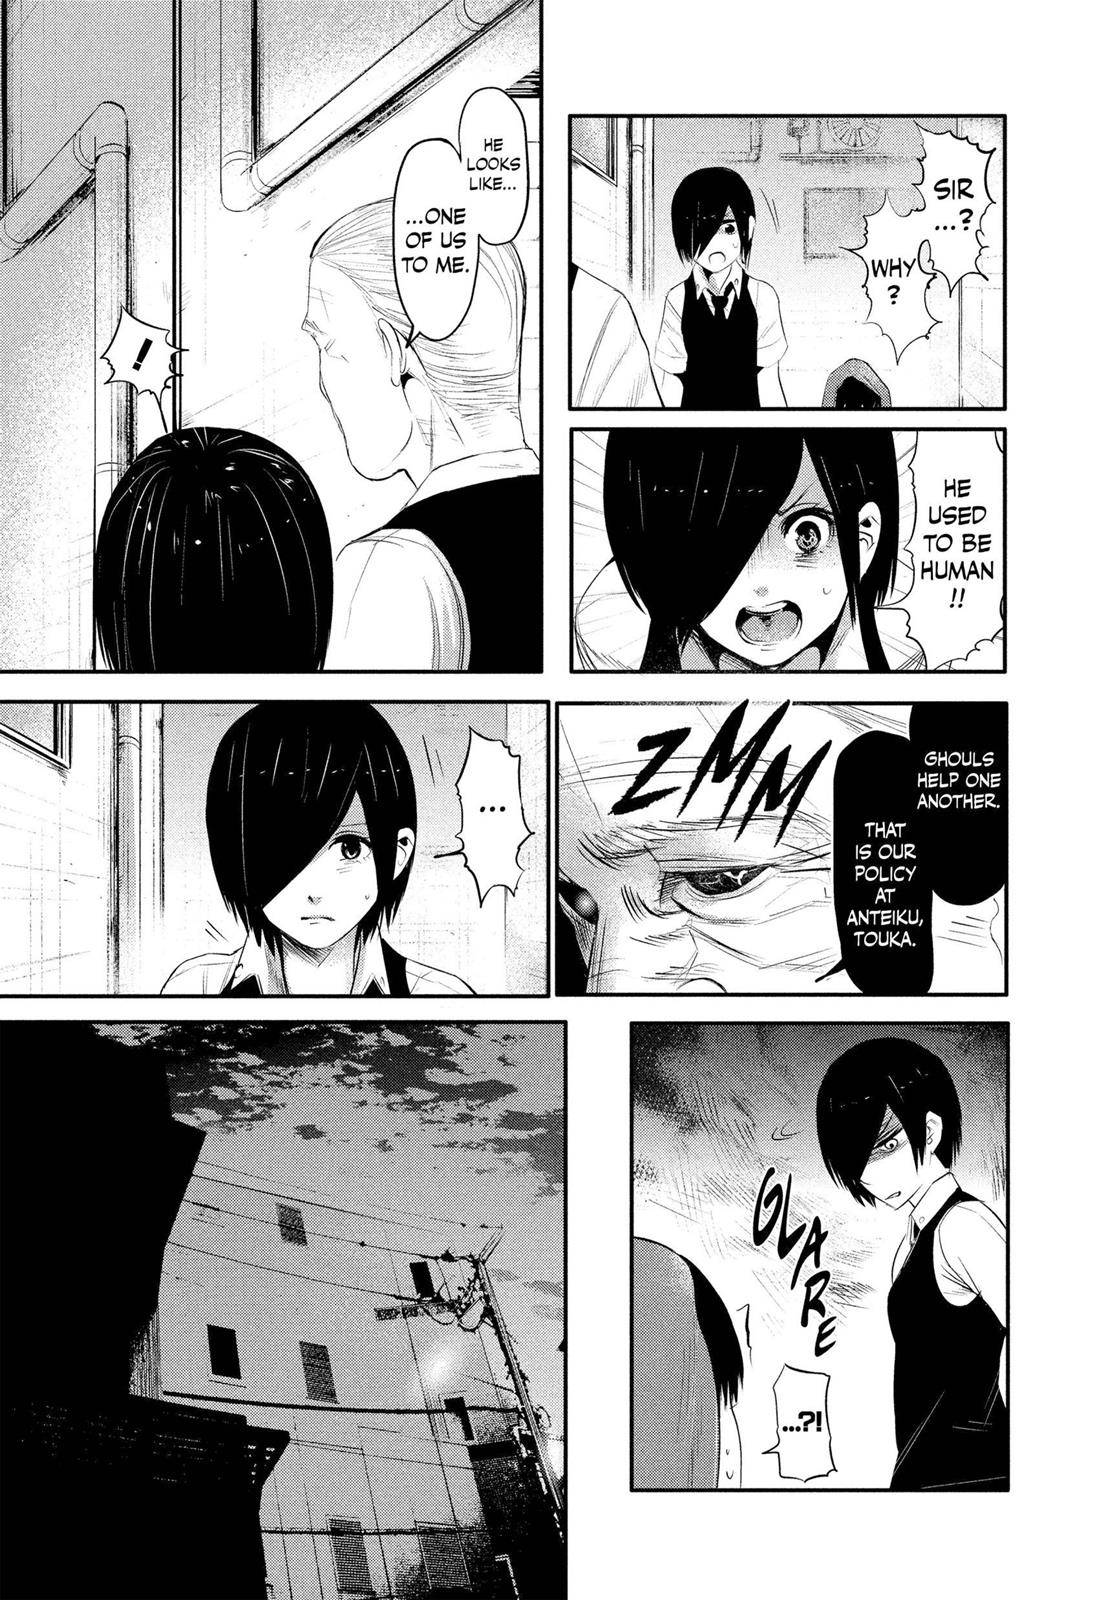 SIR
...?
WHY
?
HE
USED
TO BE
HUMAN
!!
HE
LOOKS
LIKE...
...ONE
OF US
TO ME.
!
GHOULS
HELP ONE
ANOTHER.
THAT
IS OUR
POLICY
AT
ANTEIKU,
TOUKA.
ZMMM
...
GLARE
...?!